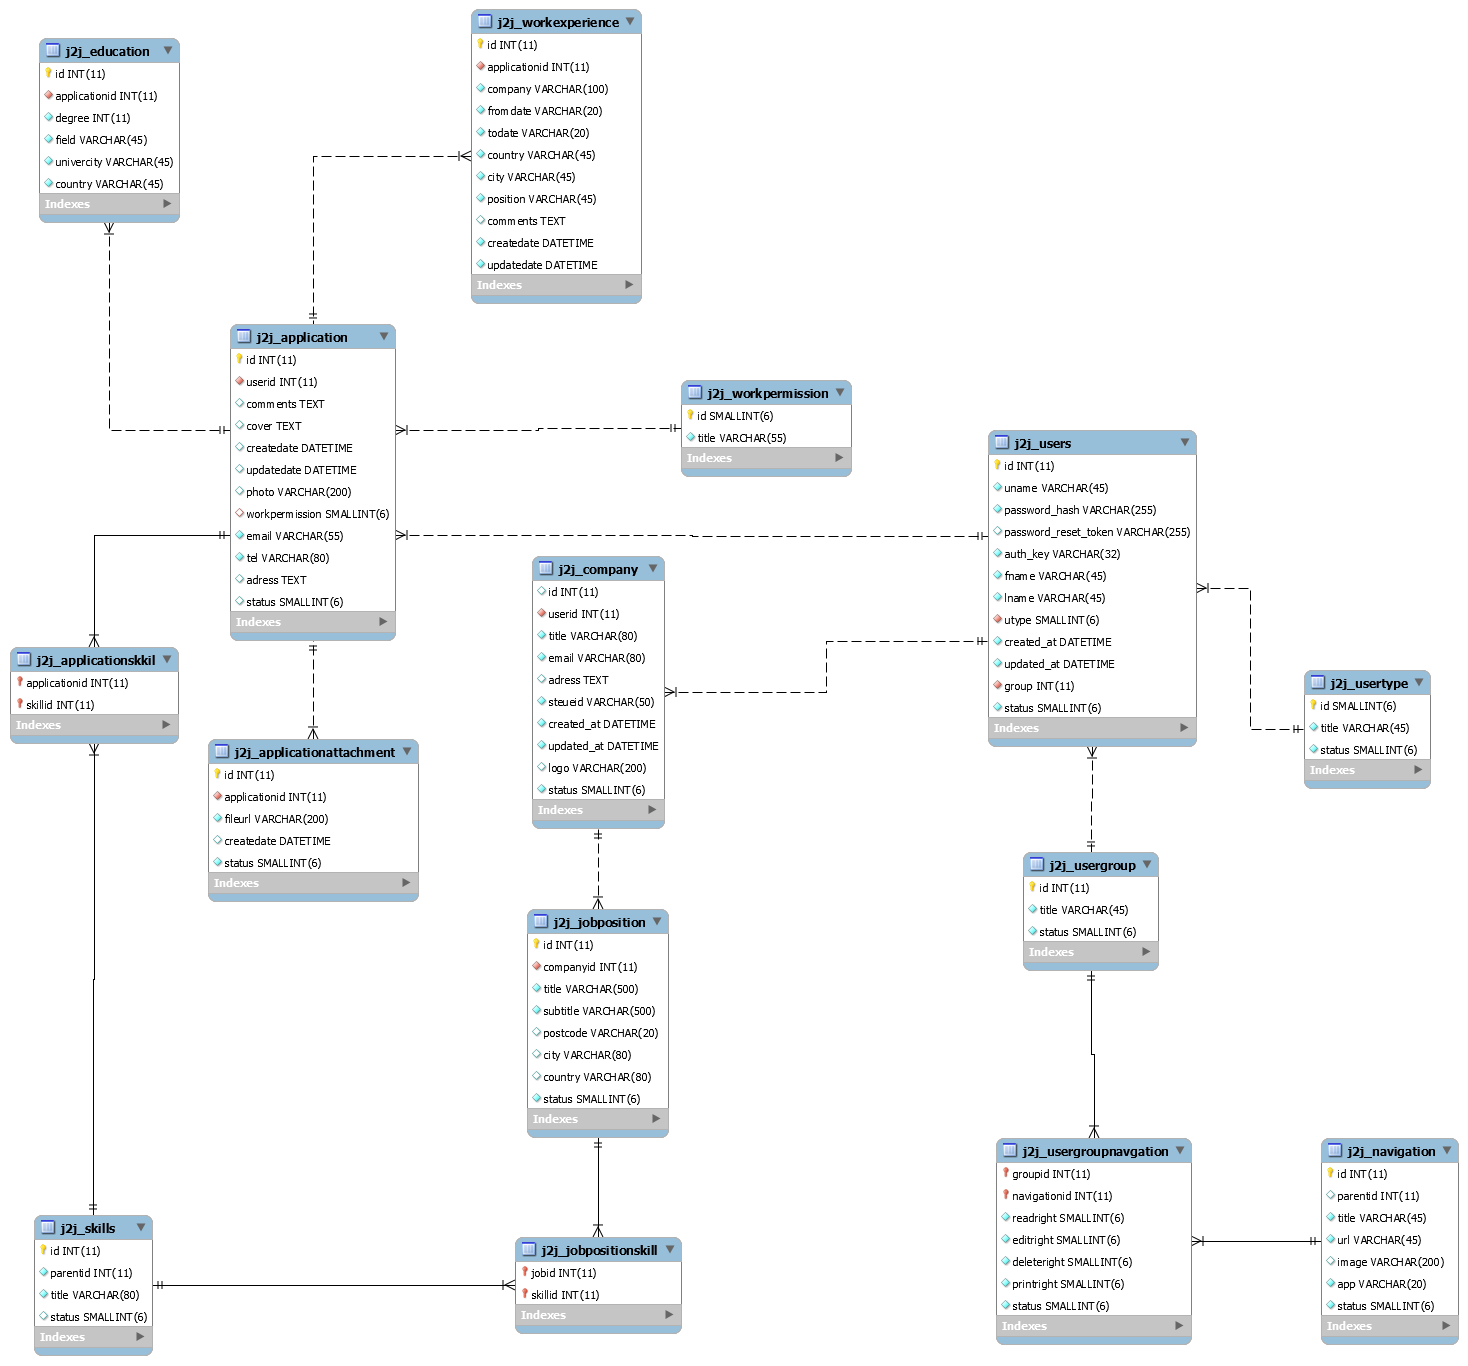 j2j_workexperience
id INT(11)
applicationid INT(11)
company VARCHAR(100)
fromdate VARCHAR(20)
todate VARCHAR(20)
country VARCHAR(45)
city VARCHAR(45)
position VARCHAR(45)
comments TEXT
createdate DATETIME
updatedate DATETIME
Indexes
j2j_education
id INT(11)
applicationid INT(11)
degree INT(11)
field VARCHAR(45)
univercity VARCHAR(45)
country VARCHAR(45)
Indexes
j2j_application
id INT(11)
userid INT(11)
comments TEXT
cover TEXT
createdate DATETIME
updatedate DATETIME
photo VARCHAR(200)
workpermission SMALLINT(6)
email VARCHAR(55)
tel VARCHAR(80)
adress TEXT
status SMALLINT(6)
Indexes
j2j_workpermission
id SMALLINT(6)
title VARCHAR(55)
Indexes
j2j_users
id INT(11)
uname VARCHAR(45)
password_hash VARCHAR(255)
password_reset_token VARCHAR(255)
auth_key VARCHAR(32)
fname VARCHAR(45)
lname VARCHAR(45)
utype SMALLINT(6)
created_at DATETIME
updated_at DATETIME
group INT(11)
status SMALLINT(6)
Indexes
j2j_company
id INT(11)
userid INT(11)
title VARCHAR(80)
email VARCHAR(80)
adress TEXT
steueid VARCHAR(50)
created_at DATETIME
updated_at DATETIME
logo VARCHAR(200)
status SMALLINT(6)
Indexes
j2j_applicationskkil
applicationid INT(11)
skillid INT(11)
Indexes
j2j_usertype
id SMALLINT(6)
title VARCHAR(45)
status SMALLINT(6)
Indexes
j2j_applicationattachment
id INT(11)
applicationid INT(11)
fileurl VARCHAR(200)
createdate DATETIME
status SMALLINT(6)
Indexes
j2j_usergroup
id INT(11)
title VARCHAR(45)
status SMALLINT(6)
Indexes
j2j_jobposition
id INT(11)
companyid INT(11)
title VARCHAR(500)
subtitle VARCHAR(500)
postcode VARCHAR(20)
city VARCHAR(80)
country VARCHAR(80)
status SMALLINT(6)
Indexes
j2j_usergroupnavgation
groupid INT(11)
navigationid INT(11)
readright SMALLINT(6)
editright SMALLINT(6)
deleteright SMALLINT(6)
printright SMALLINT(6)
status SMALLINT(6)
Indexes
j2j_navigation
id INT(11)
parentid INT(11)
title VARCHAR(45)
url VARCHAR(45)
image VARCHAR(200)
app VARCHAR(20)
status SMALLINT(6)
Indexes
j2j_skills
id INT(11)
parentid INT(11)
title VARCHAR(80)
status SMALLINT(6)
Indexes
j2j_jobpositionskill
jobid INT(11)
skillid INT(11)
Indexes